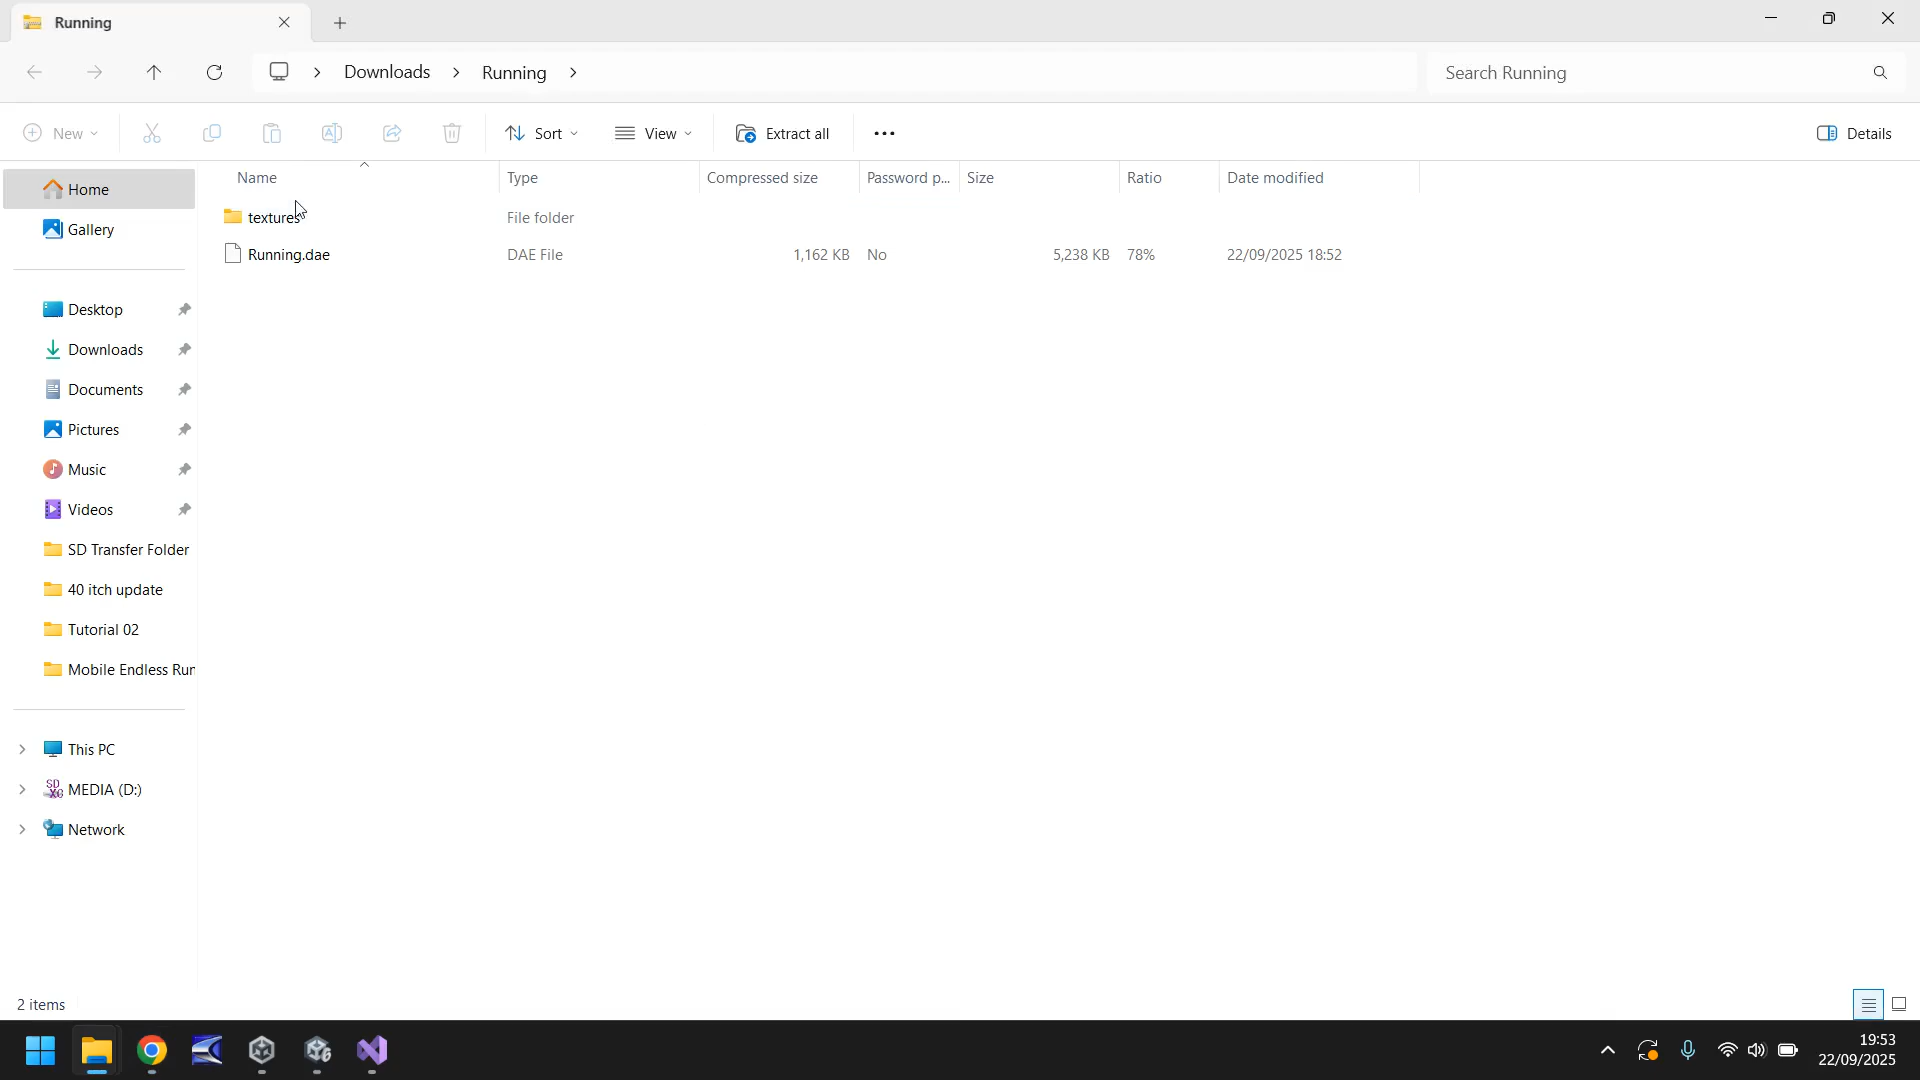 Running
Downloads
Running
Search Running
New
Sort
View
Extract all
Details
Name
Type
Compressed size
Password p...
Size
Ratio
Date modified
textures
File folder
Running.dae
DAE File
1,162 KB
No
5,238 KB
78%
22/09/2025 18:52
Home
Gallery
Desktop
Downloads
Documents
Pictures
Music
Videos
SD Transfer Folder
40 itch update
Tutorial 02
Mobile Endless Run
This PC
MEDIA (D:)
Network
2 items
19:53
22/09/2025